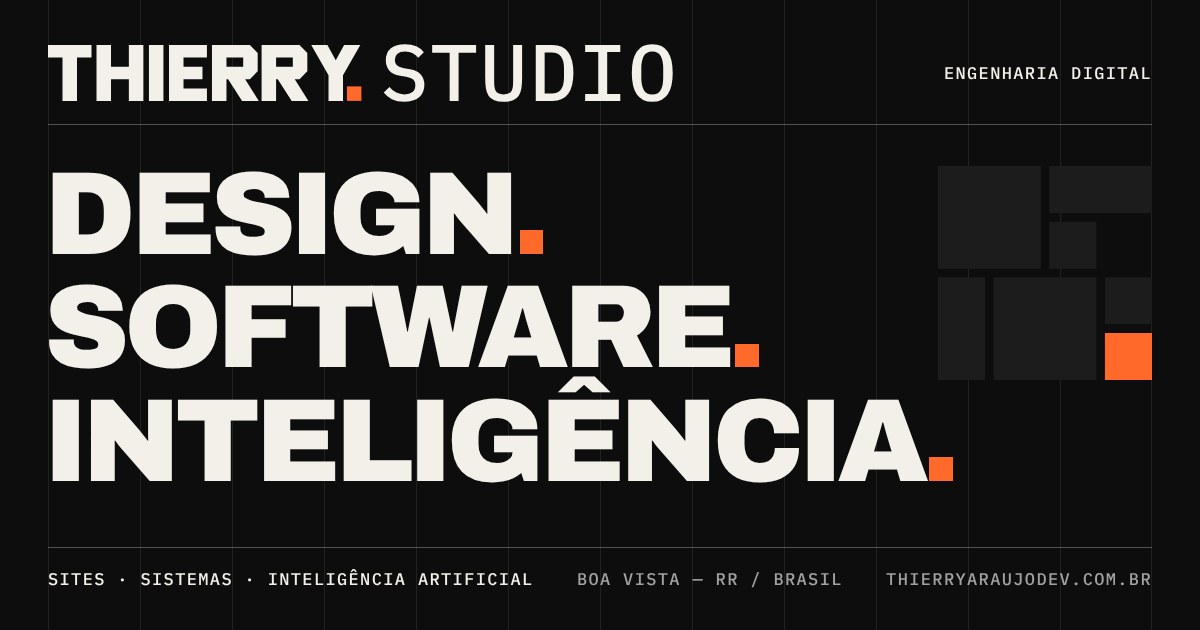 THIERRY. STUDIO
ENGENHARIA DIGITAL
DESIGN.
SOFTWARE.
INTELIGÊNCIA.
SITES · SISTEMAS · INTELIGÊNCIA ARTIFICIAL
BOA VISTA — RR / BRASIL
THIERRYARAUJODEV.COM.BR